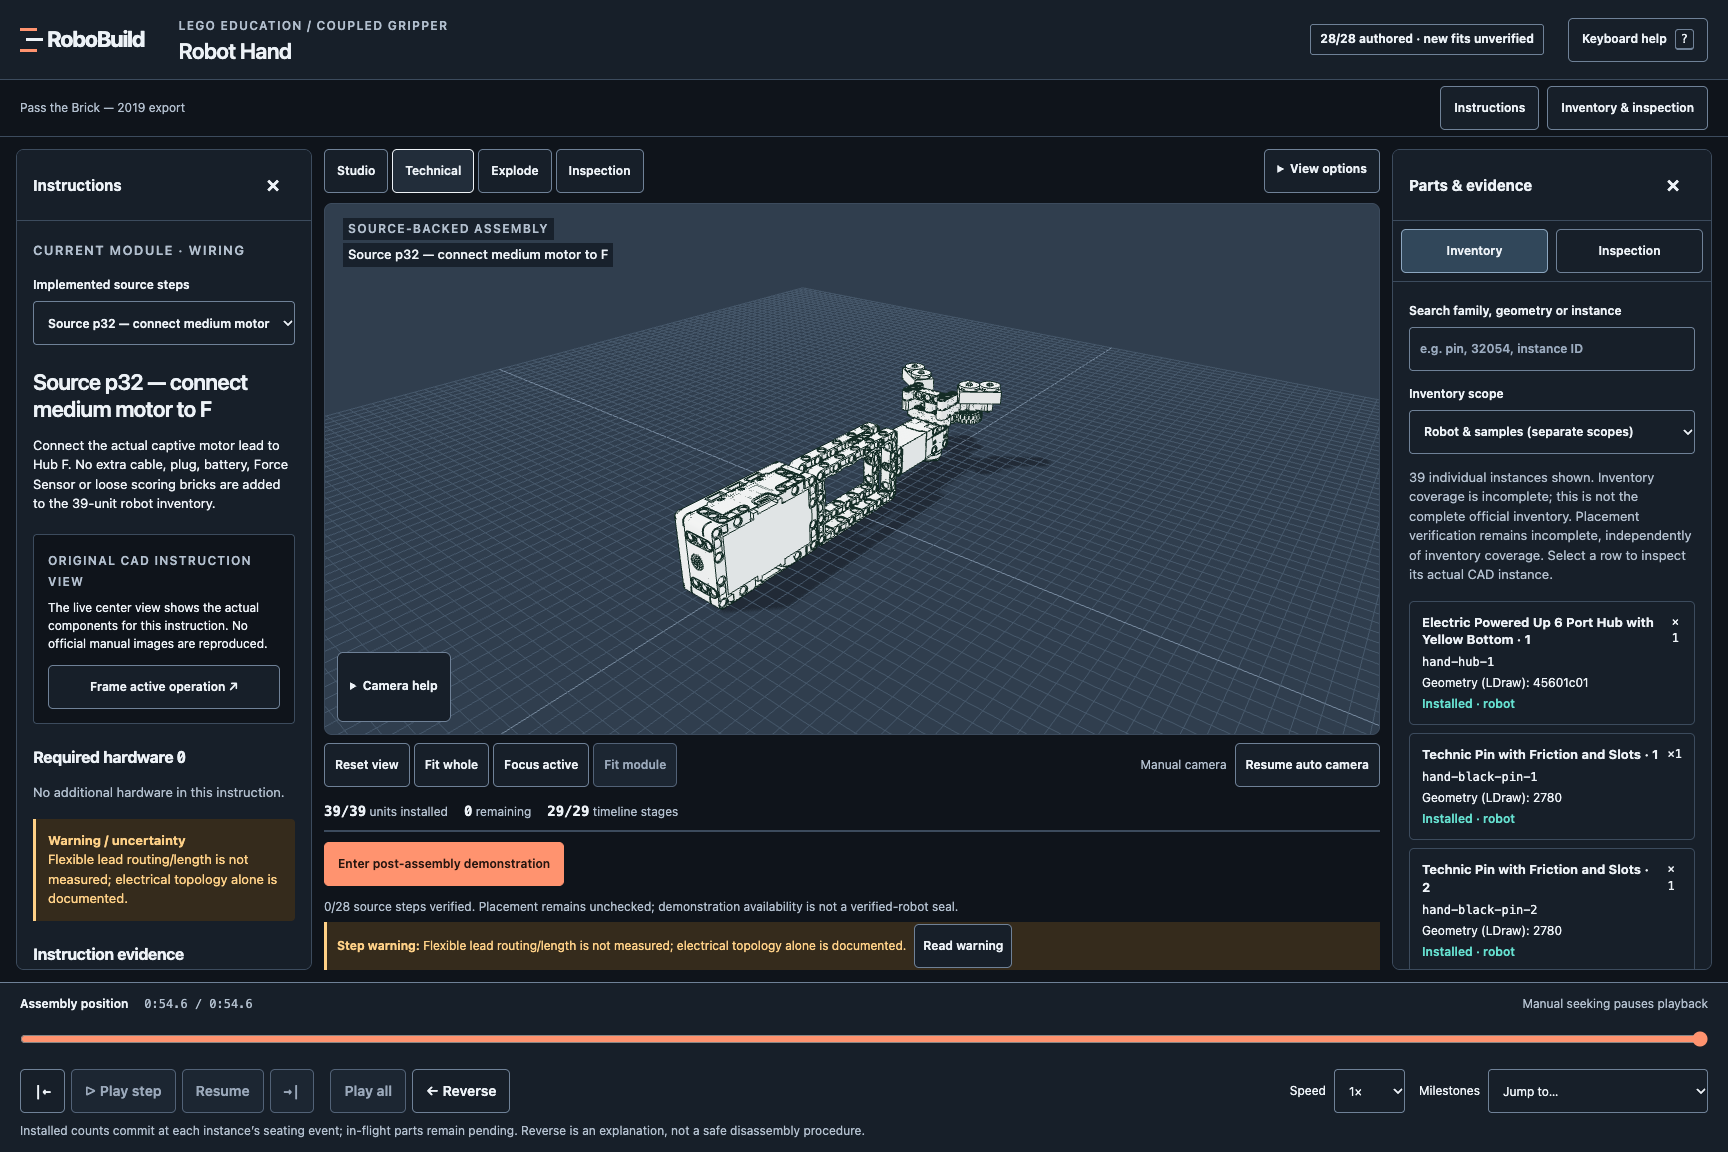 RoboBuild
LEGO EDUCATION / COUPLED GRIPPER
Robot Hand
28/28 authored · new fits unverified
Keyboard help ?
Pass the Brick — 2019 export
Instructions
Inventory & inspection
Instructions
×
CURRENT MODULE · WIRING
Implemented source steps
Source p32 — connect medium motor
Source p32 — connect
medium motor to F
Connect the actual captive motor lead to
Hub F. No extra cable, plug, battery, Force
Sensor or loose scoring bricks are added
to the 39-unit robot inventory.
ORIGINAL CAD INSTRUCTION
VIEW
The live center view shows the actual
components for this instruction. No
official manual images are reproduced.
Frame active operation ↗
Required hardware 0
No additional hardware in this instruction.
Warning / uncertainty
Flexible lead routing/length is not
measured; electrical topology alone is
documented.
Instruction evidence
Studio
Technical
Explode
Inspection
▸ View options
SOURCE-BACKED ASSEMBLY
Source p32 — connect medium motor to F
▸ Camera help
Reset view
Fit whole
Focus active
Fit module
Manual camera
Resume auto camera
39/39 units installed 0 remaining 29/29 timeline stages
Enter post-assembly demonstration
0/28 source steps verified. Placement remains unchecked; demonstration availability is not a verified-robot seal.
Step warning: Flexible lead routing/length is not measured; electrical topology alone is documented.
Read warning
Parts & evidence
×
Inventory
Inspection
Search family, geometry or instance
e.g. pin, 32054, instance ID
Inventory scope
Robot & samples (separate scopes)
39 individual instances shown. Inventory
coverage is incomplete; this is not the
complete official inventory. Placement
verification remains incomplete, independently
of inventory coverage. Select a row to inspect
its actual CAD instance.
Electric Powered Up 6 Port Hub with ×
Yellow Bottom · 1 1
hand-hub-1
Geometry (LDraw): 45601c01
Installed · robot
Technic Pin with Friction and Slots · 1 ×1
hand-black-pin-1
Geometry (LDraw): 2780
Installed · robot
Technic Pin with Friction and Slots · ×
2 1
hand-black-pin-2
Geometry (LDraw): 2780
Installed · robot
Assembly position 0:54.6 / 0:54.6
Manual seeking pauses playback
|←
▷ Play step
Resume
→|
Play all
← Reverse
Speed 1×
Milestones Jump to…
Installed counts commit at each instance's seating event; in-flight parts remain pending. Reverse is an explanation, not a safe disassembly procedure.